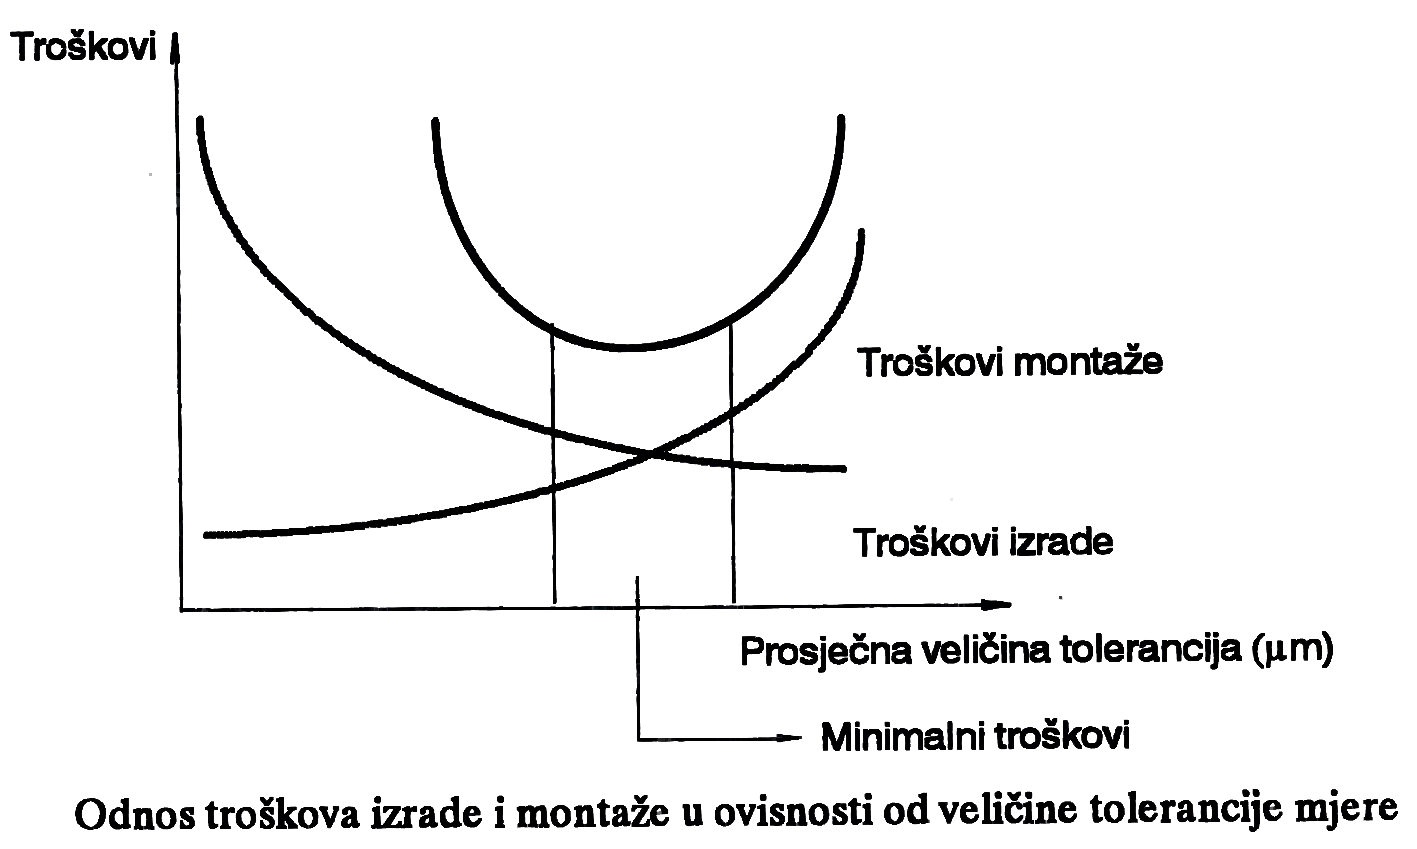 Troškovi
Troškovi montaže
Troškovi izrade
Prosječna veličina tolerancija (μm)
Minimalni troškovi
Odnos troškova izrade i montaže u ovisnosti od veličine tolerancije mjere